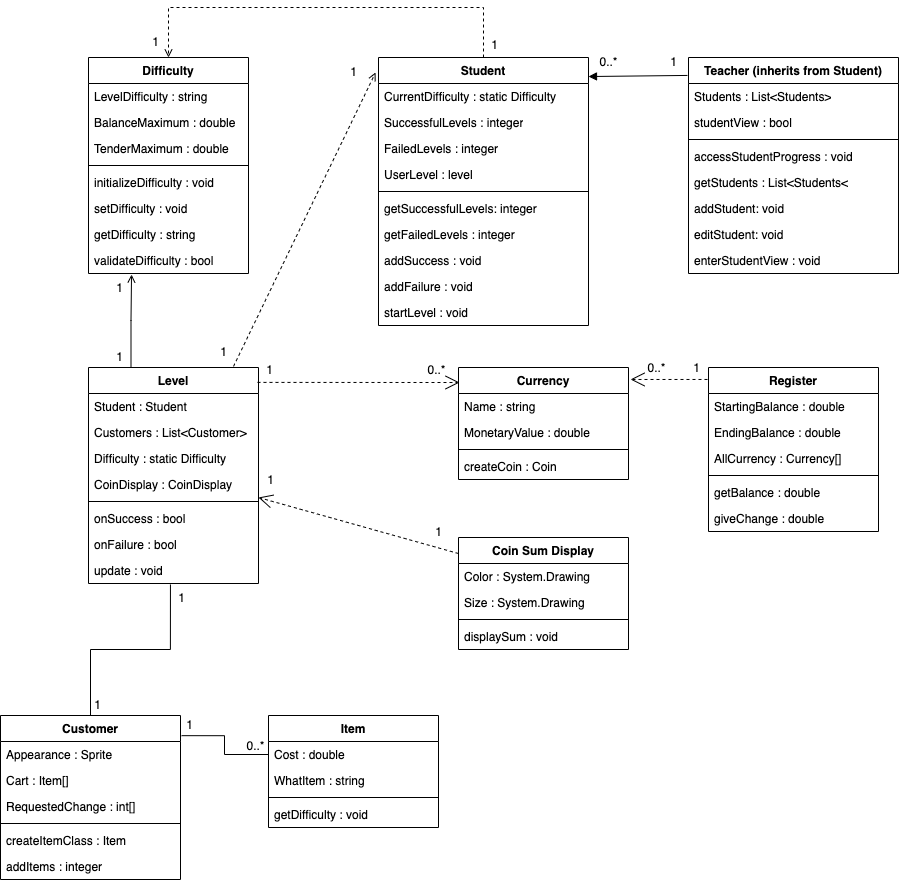 1
1
Difficulty
LevelDifficulty : string
BalanceMaximum : double
TenderMaximum : double
initializeDifficulty : void
setDifficulty : void
getDifficulty : string
validateDifficulty : bool
1
1
1
1
Student
CurrentDifficulty : static Difficulty
SuccessfulLevels : integer
FailedLevels : integer
UserLevel : level
getSuccessfulLevels: integer
getFailedLevels : integer
addSuccess : void
addFailure : void
startLevel : void
0..*
1
Teacher (inherits from Student)
Students : List<Students>
studentView : bool
accessStudentProgress : void
getStudents : List<Students<
addStudent: void
editStudent: void
enterStudentView : void
Level
Student : Student
Customers : List<Customer>
Difficulty : static Difficulty
CoinDisplay : CoinDisplay
onSuccess : bool
onFailure : bool
update : void
1
0..*
Currency
Name : string
MonetaryValue : double
createCoin : Coin
0..*
1
Register
StartingBalance : double
EndingBalance : double
AllCurrency : Currency[]
getBalance : double
giveChange : double
1
1
Coin Sum Display
Color : System.Drawing
Size : System.Drawing
displaySum : void
1
1
Customer
Appearance : Sprite
Cart : Item[]
RequestedChange : int[]
createItemClass : Item
addItems : integer
1
0..*
Item
Cost : double
WhatItem : string
getDifficulty : void